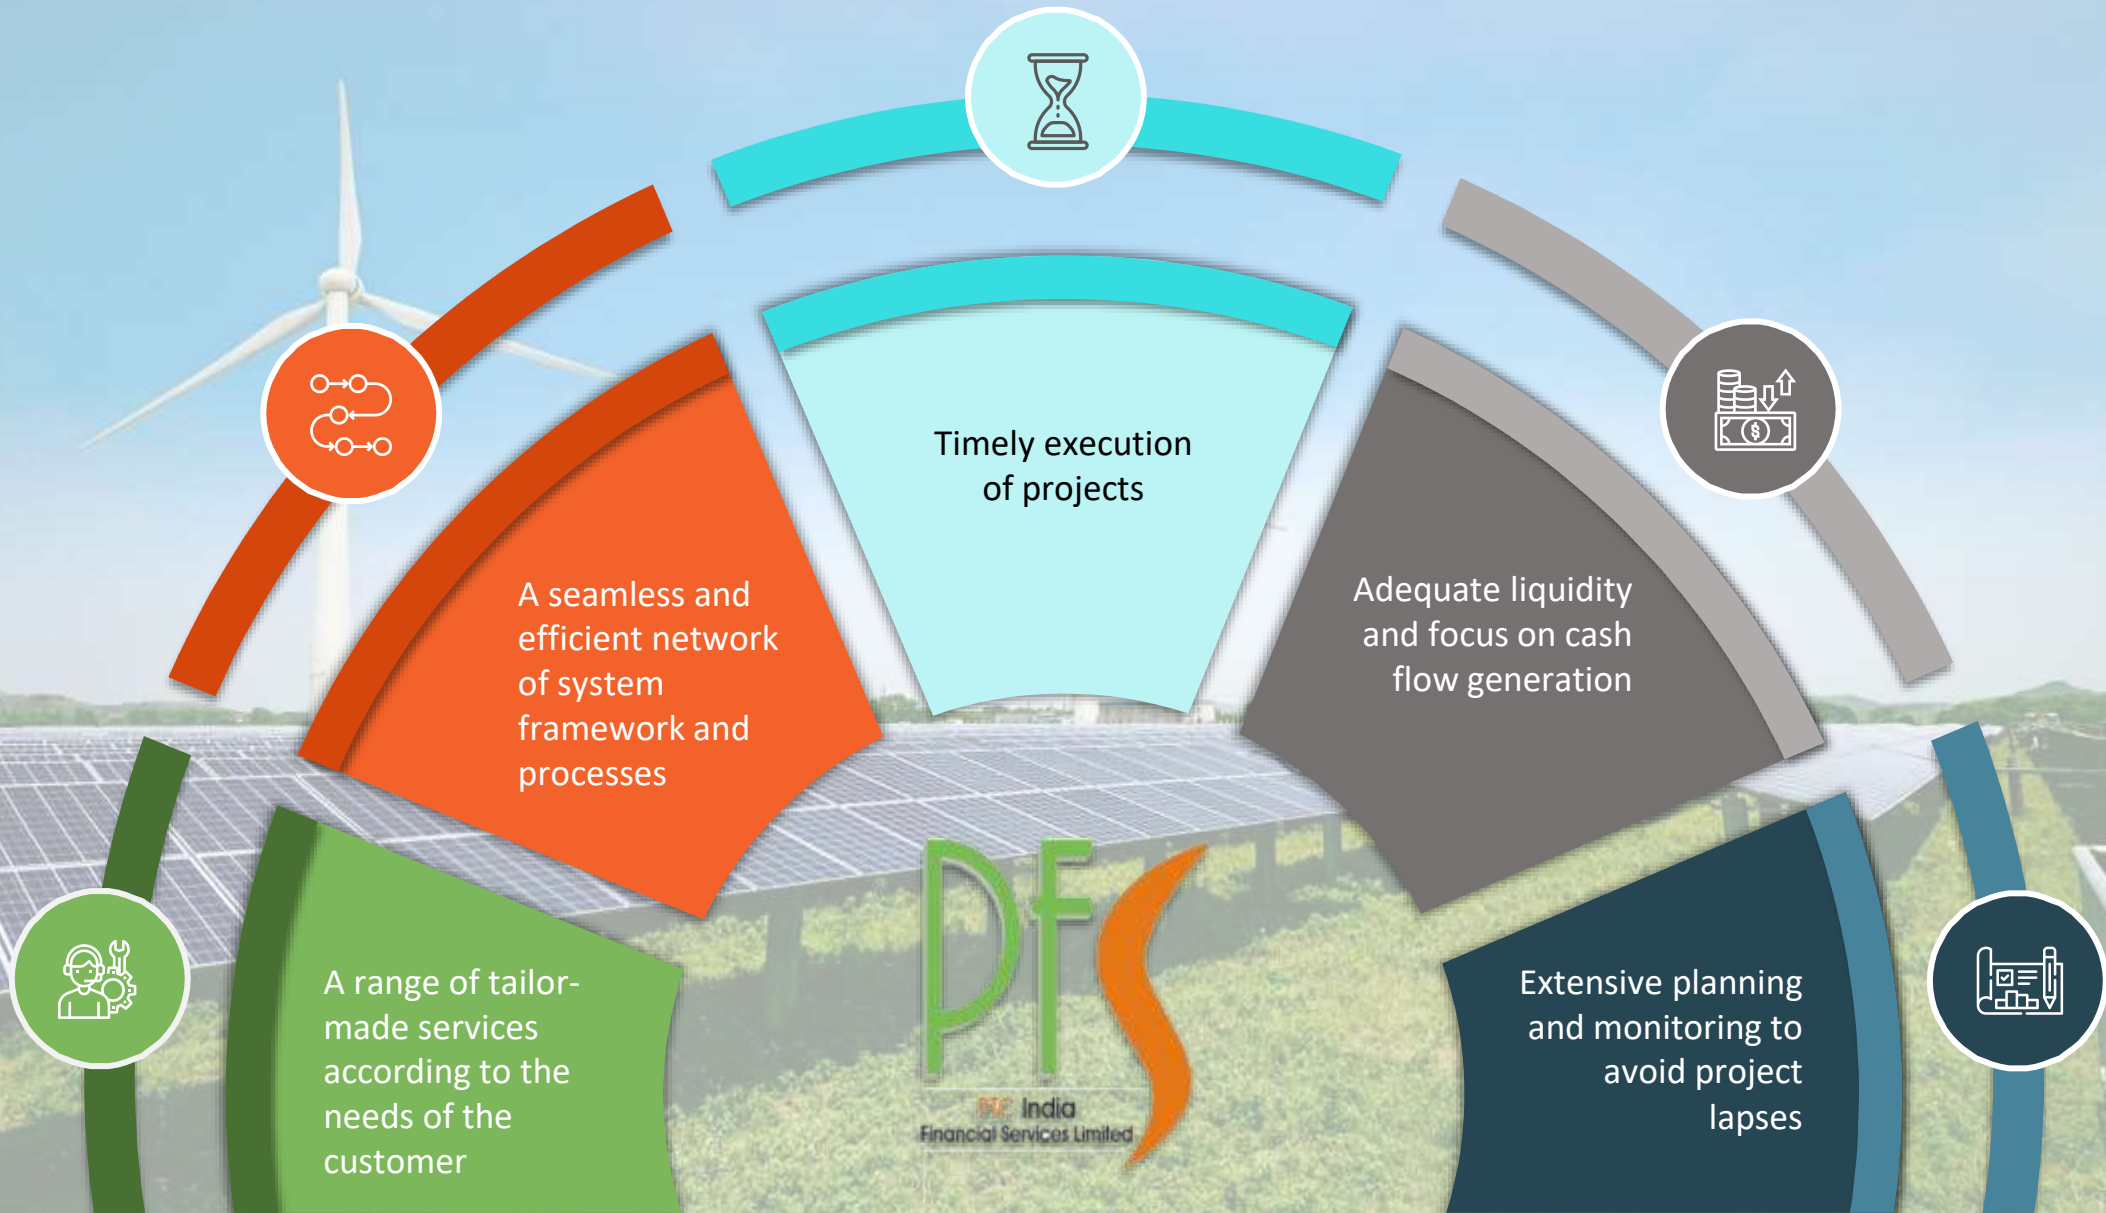 Timely execution
of projects
A seamless and
efficient network
of system
framework and
processes
Adequate liquidity
and focus on cash
flow generation
A range of tailor-
made services
according to the
needs of the
customer
Extensive planning
and monitoring to
avoid project
lapses
PFS
PTC India
Financial Services Limited